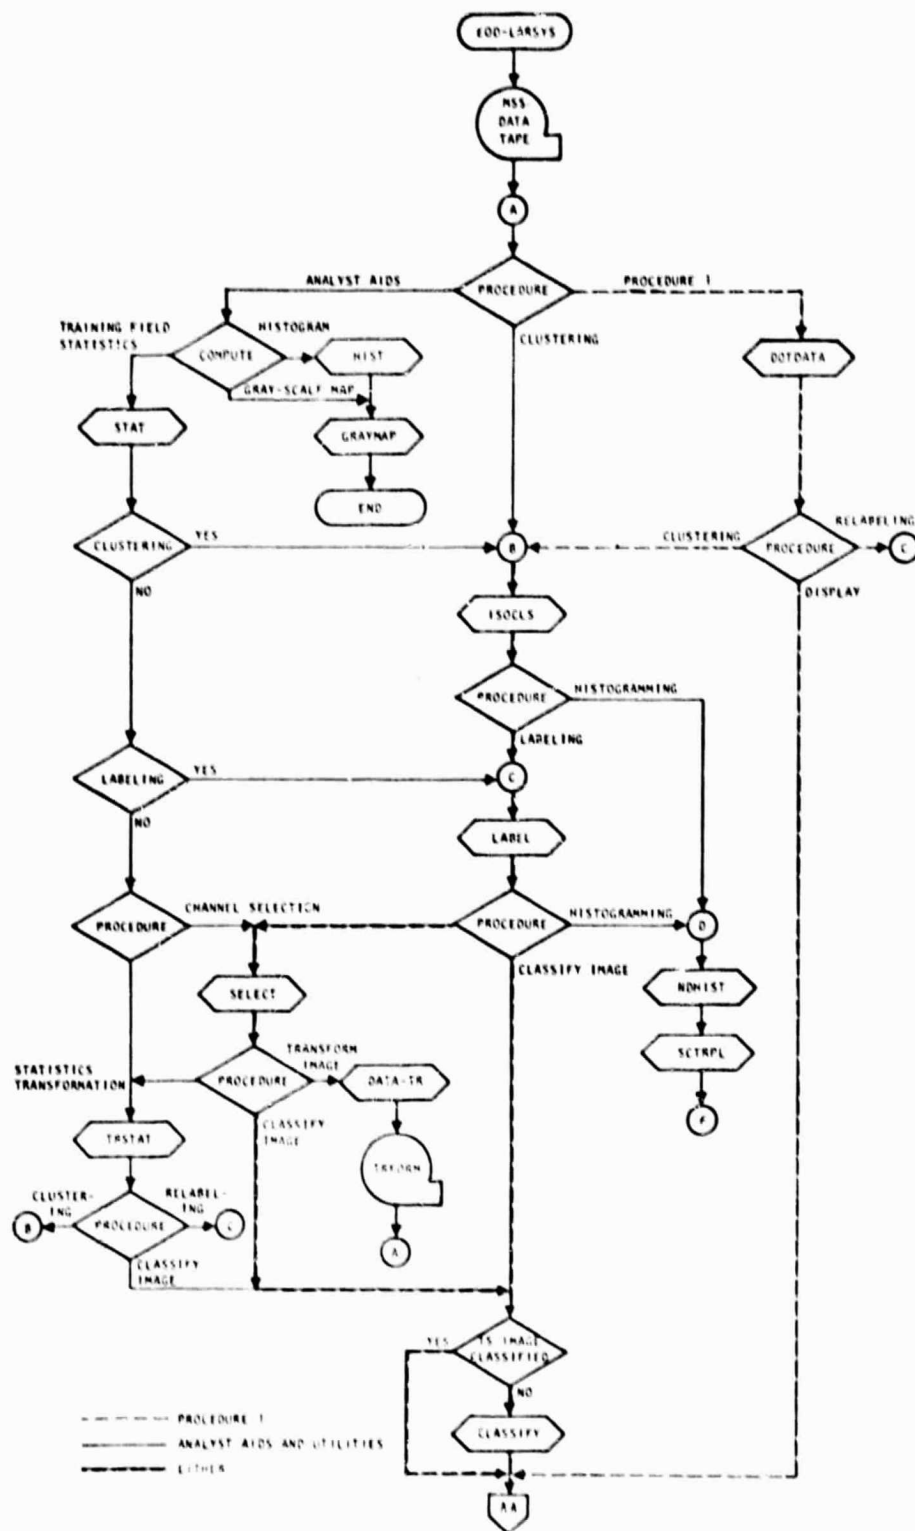 EOD-LARSYS
MSS
DATA
TAPE
A
PROCEDURE
ANALYST AIDS
PROCEDURE 1
CLUSTERING
TRAINING FIELD
STATISTICS
HISTOGRAM
COMPUTE
HIST
DOTDATA
GRAY-SCALE MAP
STAT
GRAYMAP
END
CLUSTERING
YES
NO
B
CLUSTERING
PROCEDURE
RELABELING
C
DISPLAY
ISOCLS
PROCEDURE
HISTOGRAMMING
LABELING
LABELING
YES
NO
C
LABEL
PROCEDURE
CHANNEL SELECTION
PROCEDURE
HISTOGRAMMING
D
CLASSIFY IMAGE
SELECT
NDHIST
STATISTICS
TRANSFORMATION
PROCEDURE
TRANSFORM
IMAGE
DATA-TR
SCTRPL
CLASSIFY
IMAGE
F
TRSTAT
TRFORM
CLUSTER-
ING
B
PROCEDURE
RELABEL-
ING
C
A
CLASSIFY
IMAGE
YES
IS IMAGE
CLASSIFIED
NO
CLASSIFY
PROCEDURE 1
ANALYST AIDS AND UTILITIES
EITHER
AA